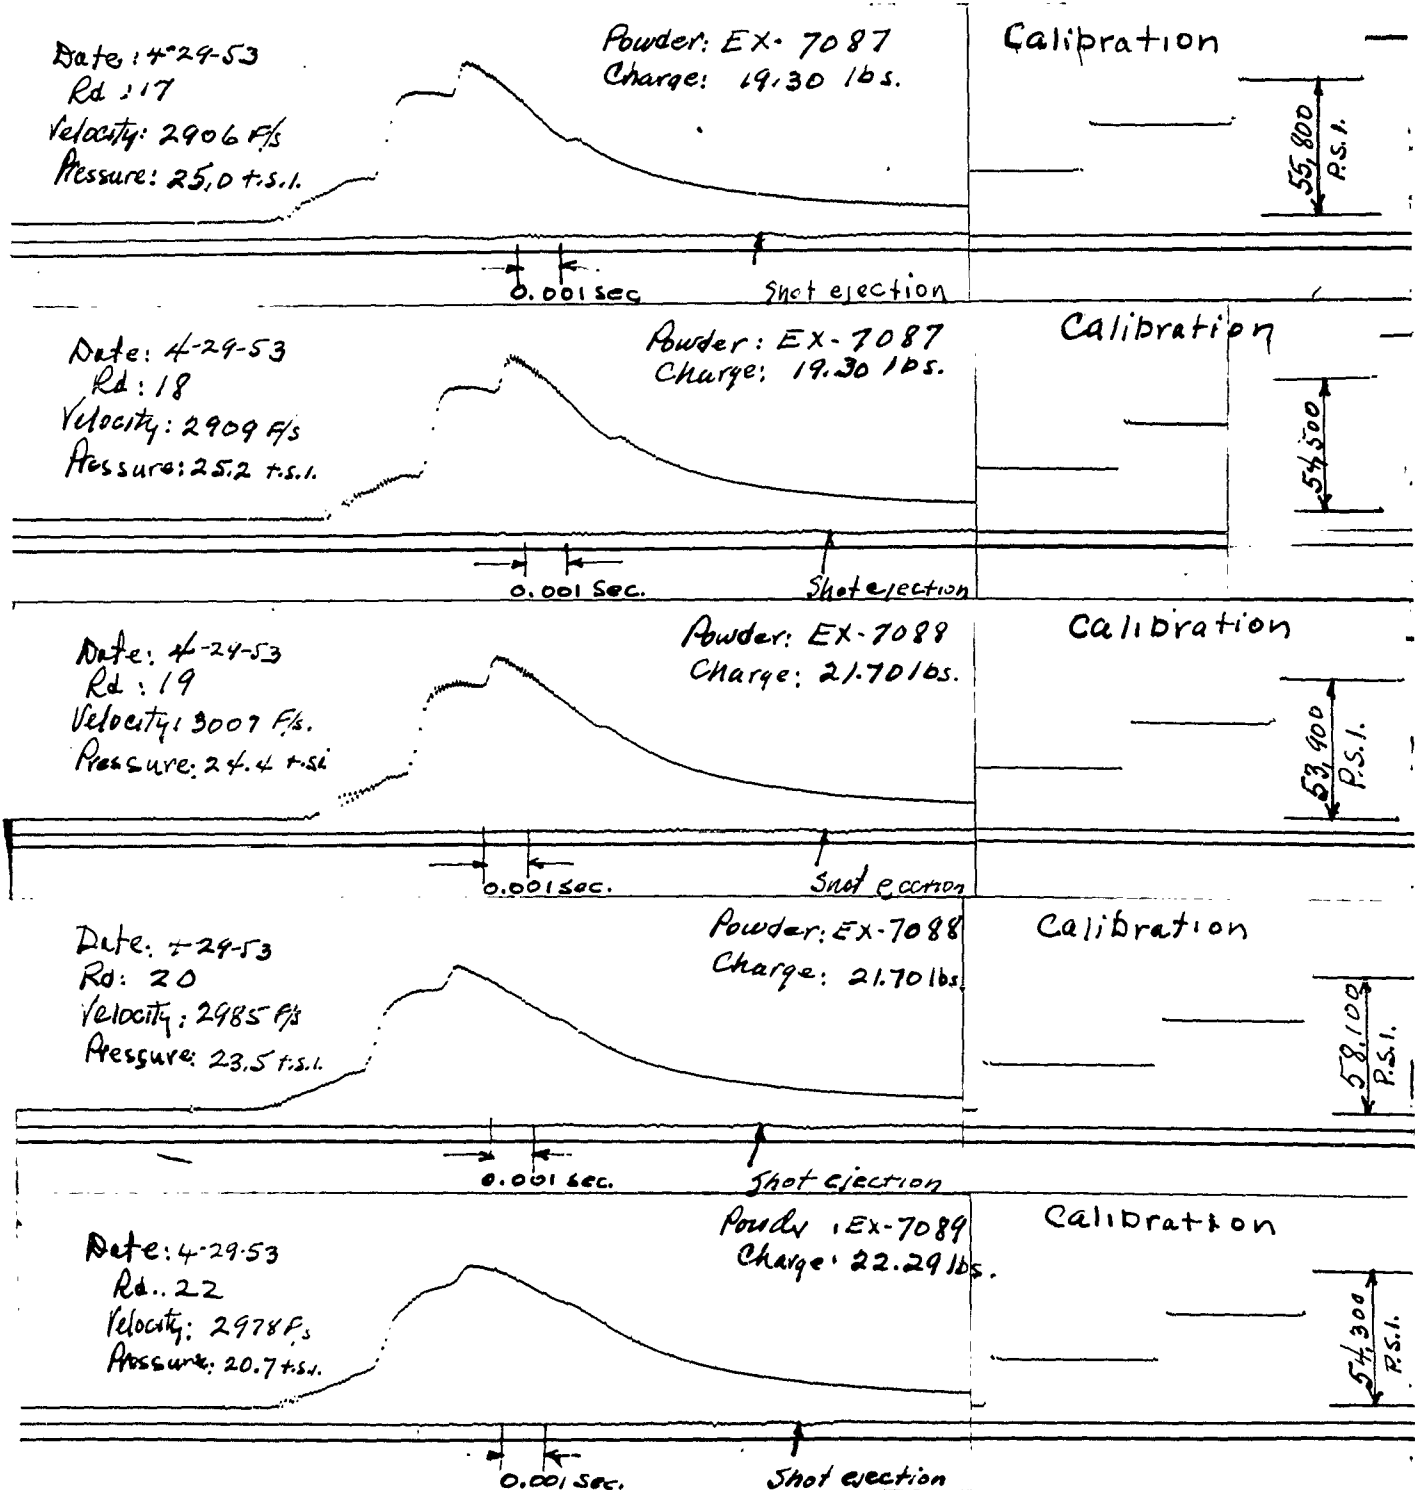 Date: 4-29-53
Rd: 17
Velocity: 2906 F/s
Pressure: 25.0 t.s.i.
Powder: EX-7087
Charge: 19.30 lbs.
Calibration
55,800
P.S.I.
0.001 sec
Shot ejection
Date: 4-29-53
Rd: 18
Velocity: 2909 F/s
Pressure: 25.2 t.s.i.
Powder: EX-7087
Charge: 19.30 lbs.
Calibration
54,500
0.001 Sec.
Shot ejection
Date: 4-29-53
Rd: 19
Velocity: 3007 F/s.
Pressure: 24.4 t.si
Powder: EX-7088
Charge: 21.70 lbs.
Calibration
53,900
P.S.I.
0.001 Sec.
Shot
Date: 4-29-53
Rd: 20
Velocity: 2985 F/s
Pressure: 23.5 t.s.i.
Powder: EX-7088
Charge: 21.70 lbs
Calibration
58,100
P.S.I.
0.001 sec.
Shot ejection
Date: 4-29-53
Rd.. 22
Velocity: 2978 F/s
Pressure: 20.7 t.s.i.
Powder: EX-7089
Charge: 22.29 lbs.
Calibration
54,300
P.S.I.
0.001 Sec.
Shot ejection